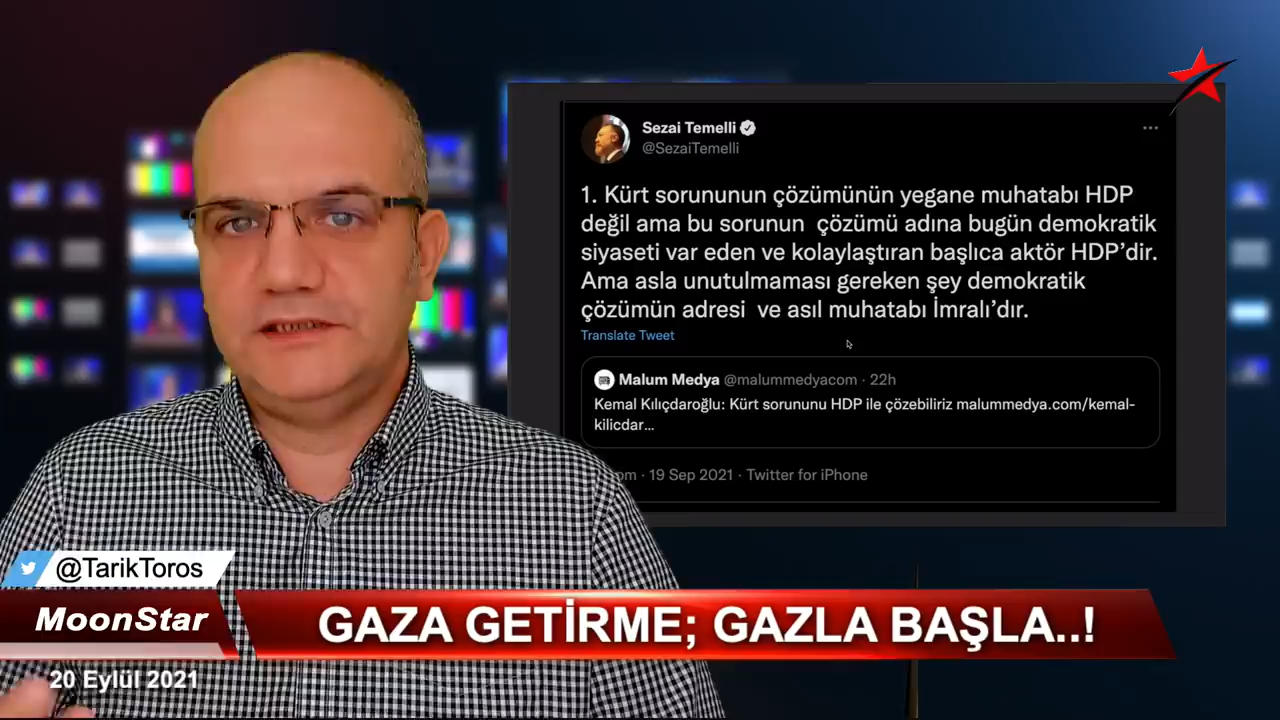 Sezai Temelli
@SezaiTemelli
1. Kürt sorununun çözümünün yegane muhatabı HDP
değil ama bu sorunun çözümü adına bugün demokratik
siyaseti var eden ve kolaylaştıran başlıca aktör HDP’dir.
Ama asla unutulmaması gereken şey demokratik
çözümün adresi ve asıl muhatabı İmralı’dır.
Translate Tweet
Malum Medya @malummedyacom · 22h
Kemal Kılıçdaroğlu: Kürt sorununu HDP ile çözebiliriz malummedya.com/kemal-
kilicdar...
pm · 19 Sep 2021 · Twitter for iPhone
@TarikToros
MoonStar
GAZA GETİRME; GAZLA BAŞLA..!
20 Eylül 2021